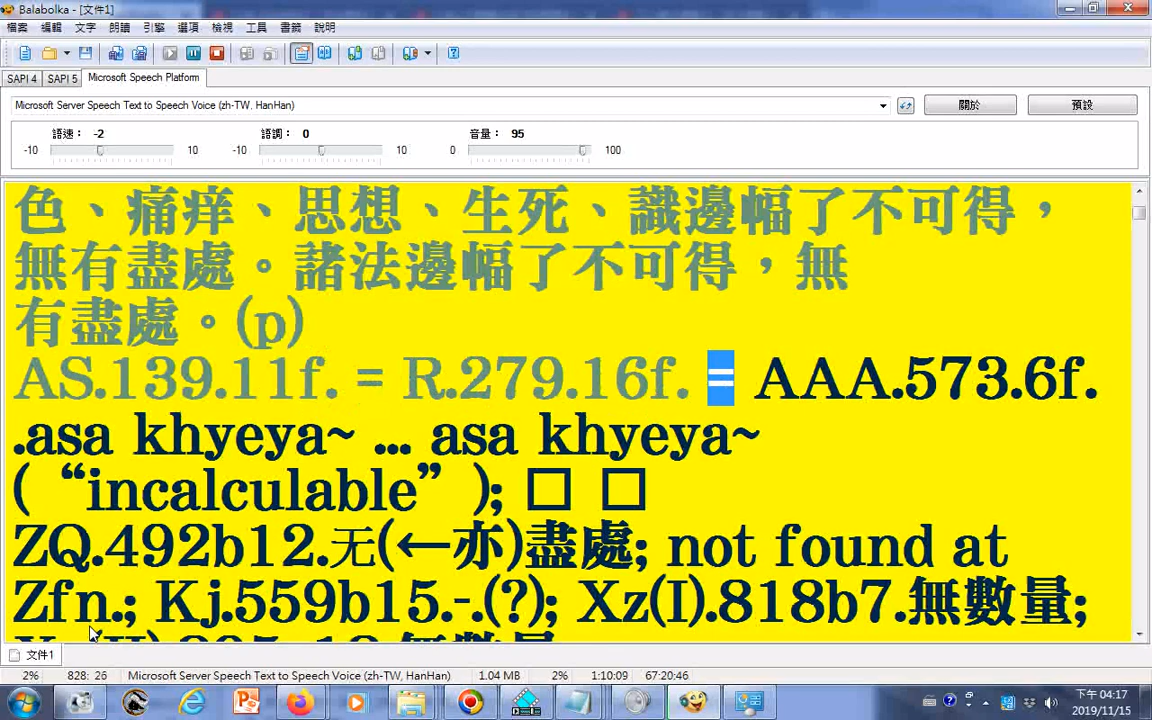 Balabolka - [文件1]
檔案 編輯 文字 朗讀 引擎 選項 檢視 工具 書籤 說明
SAPI 4 SAPI 5 Microsoft Speech Platform
Microsoft Server Speech Text to Speech Voice (zh-TW, HanHan) 關於 預設
語速： -2 語調： 0 音量： 95
-10 10 -10 10 0 100
色、痛痒、思想、生死、識邊幅了不可得，
無有盡處。諸法邊幅了不可得，無
有盡處。(p)
AS.139.11f. = R.279.16f. = AAA.573.6f.
.asa khyeya~ ... asa khyeya~
(“incalculable”); □ □
ZQ.492b12.无(←亦)盡處; not found at
Zfn.; Kj.559b15.-.(?); Xz(I).818b7.無數量;
文件1
2% 828: 26 Microsoft Server Speech Text to Speech Voice (zh-TW, HanHan) 1.04 MB 2% 1:10:09 67:20:46
下午 04:17
2019/11/15